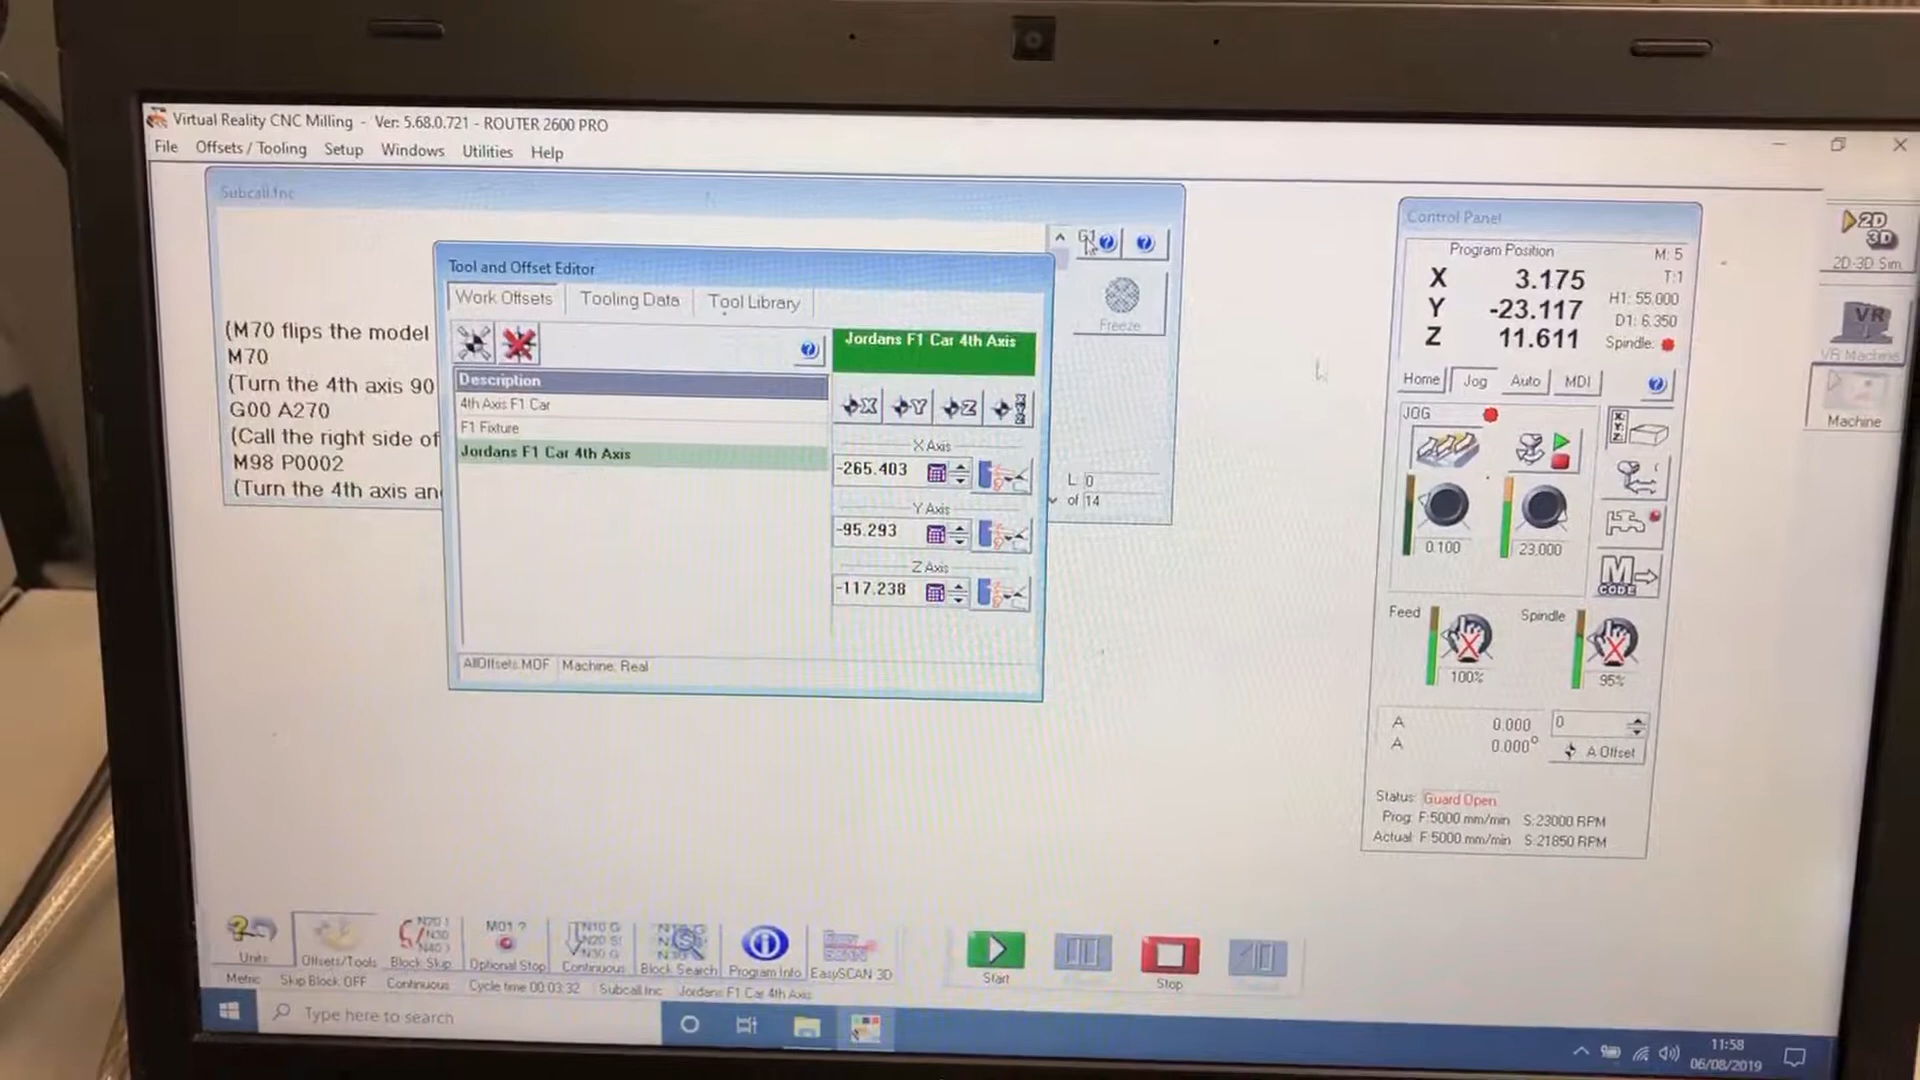 Virtual Reality CNC Milling - Ver: 5.68.0.721 - ROUTER 2600 PRO
File Offsets / Tooling Setup Windows Utilities Help
Subcall.fnc
(M70 flips the model
M70
(Turn the 4th axis 90
G00 A270
(Call the right side of
M98 P0002
(Turn the 4th axis an
Freeze
L 0
of 14
Tool and Offset Editor
Work Offsets Tooling Data Tool Library
Description
4th Axis F1 Car
F1 Fixture
Jordans F1 Car 4th Axis
AllOffsets.MOF Machine: Real
Jordans F1 Car 4th Axis
X Y Z
X Axis
-265.403
Y Axis
-95.293
Z Axis
-117.238
Control Panel
Program Position M: 5
X 3.175 T:1
H1: 55.000
Y -23.117
D1: 6.350
Z 11.611 Spindle:
Home Jog Auto MDI
JOG
0.100 23.000
M CODE
Feed Spindle
100% 95%
A 0.000 0
A 0.000° A Offset
Status: Guard Open
Prog: F:5000 mm/min S:23000 RPM
Actual: F:5000 mm/min S:21850 RPM
2D 3D
2D-3D Sim
VR
VR Machine
Machine
Units Offsets/Tools Block Skip Optional Stop Continuous Block Search Program Info EasySCAN 3D Start Stop
Metric Skip Block OFF Continuous Cycle time 00:03:32 Subcall.fnc Jordans F1 Car 4th Axis
Type here to search
11:58
06/08/2019